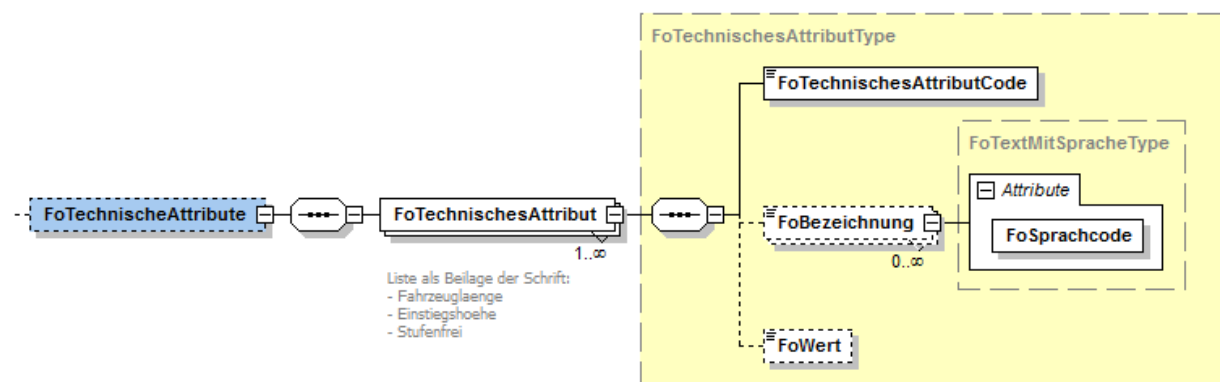 FoTechnischesAttributType
FoTechnischesAttributCode
FoTextMitSpracheType
Attribute
FoTechnischeAttribute
FoTechnischesAttribut
FoBezeichnung
FoSprachcode
1..∞
0..∞
Liste als Beilage der Schrift:
- Fahrzeuglaenge
- Einstiegshoehe
- Stufenfrei
FoWert